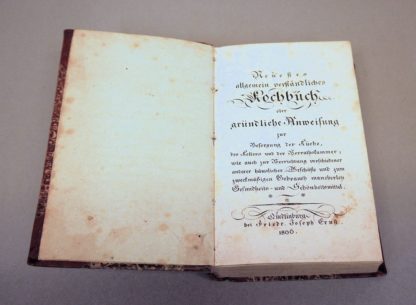 Neuestes
allgemein verständliches
Kochbuch
oder
gründliche Anweisung
zur
Besorgung der Küche,
des Kellers und der Vorrathskammer,
wie auch zur Verrichtung verschiedener
anderer häuslichen Geschäfte und zum
zweckmäßigen Gebrauch mancherley
Gesundheits- und Schönheitsmittel.
Quedlinburg,
bei Friedr. Joseph Ernst
1806.